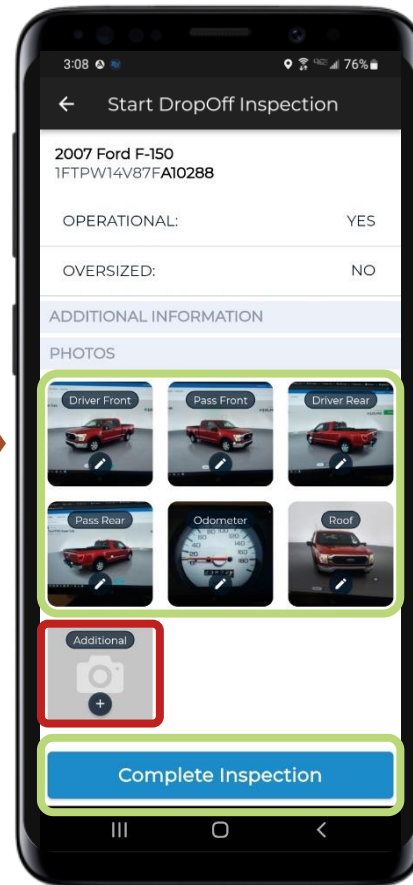 3:08
76%
Start DropOff Inspection
2007 Ford F-150
1FTPW14V87FA10288
OPERATIONAL: YES
OVERSIZED: NO
ADDITIONAL INFORMATION
PHOTOS
Driver Front Pass Front Driver Rear
Pass Rear Odometer Roof
Additional
Complete Inspection